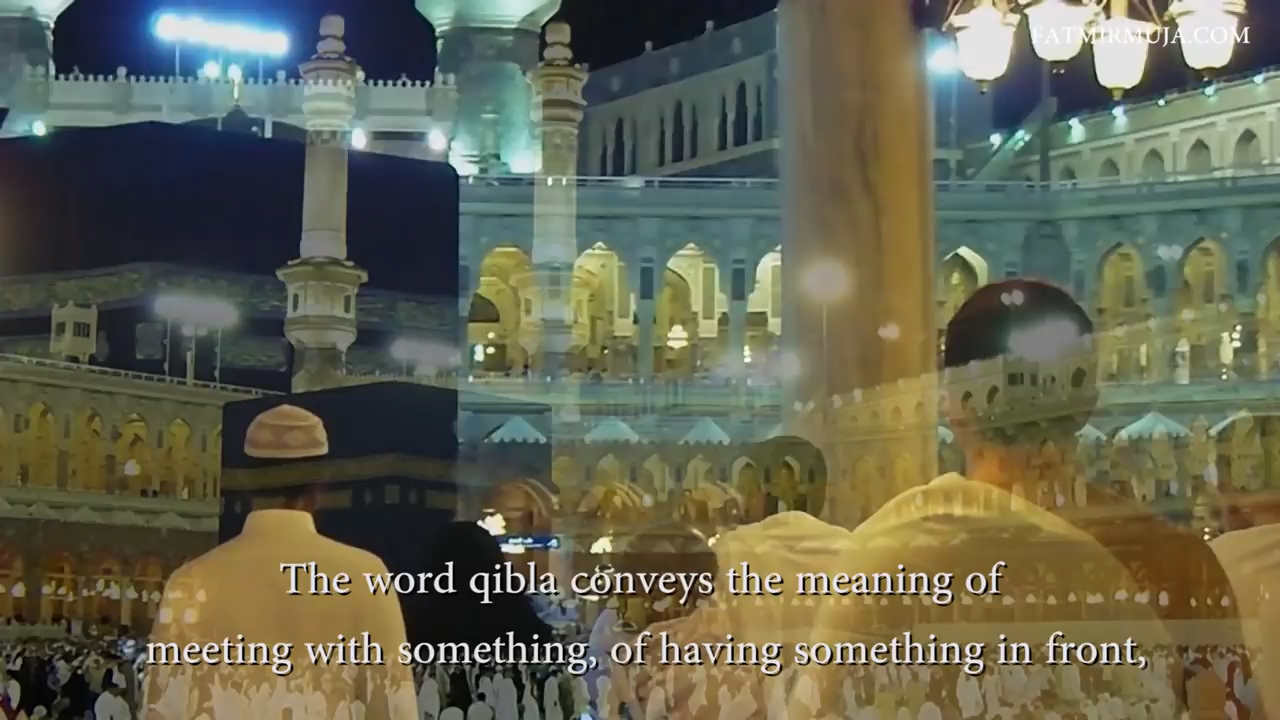 FATMIRMUJA.COM
The word qibla conveys the meaning of
meeting with something, of having something in front,